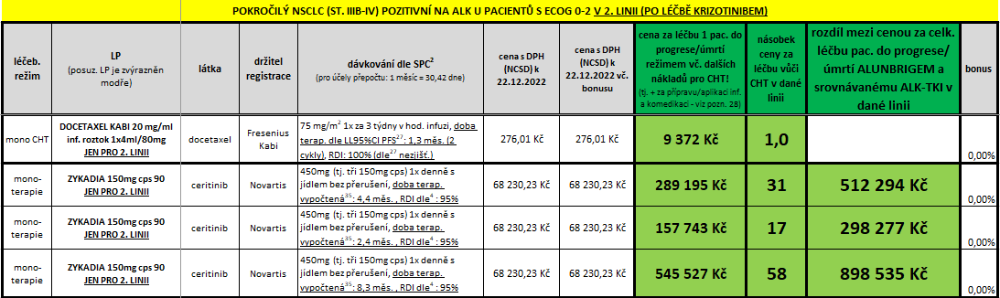 POKROČILÝ NSCLC (ST. IIIB-IV) POZITIVNÍ NA ALK U PACIENTŮ S ECOG 0-2 V 2. LINII (PO LÉČBĚ KRIZOTINIBEM)
léčeb.
režim
LP
(posuz. LP je zvýrazněn
modře)
látka
držitel
registrace
dávkování dle SPC²
(pro účely přepočtu: 1 měsíc = 30,42 dne)
cena s DPH
(NCSD) k
22.12.2022
cena s DPH
(NCSD) k
22.12.2022 vč.
bonusu
cena za léčbu 1 pac. do
progrese/úmrtí
režimem vč. dalších
nákladů pro CHT!
(tj. + za přípravu/aplikaci inf.
a komedikaci - viz pozn. 28)
násobek
ceny za
léčbu vůči
CHT v dané
linii
rozdíl mezi cenou za celk.
léčbu pac. do progrese/
úmrtí ALUNBRIGEM a
srovnávanému ALK-TKI v
dané linii
bonus
mono CHT
DOCETAXEL KABI 20 mg/ml
inf. roztok 1x4ml/80mg
JEN PRO 2. LINII
docetaxel
Fresenius
Kabi
75 mg/m² 1x za 3 týdny v hod. infuzi, doba
terap. dle LL95%CI PFS²⁷: 1,3 měs. (2
cykly), RDI: 100% (dle²⁷ nezjišť.)
276,01 Kč
276,01 Kč
9 372 Kč
1,0
0,00%
mono-
terapie
ZYKADIA 150mg cps 90
JEN PRO 2. LINII
ceritinib
Novartis
450mg (tj. tři 150mg cps) 1x denně s
jídlem bez přerušení, doba terap.
vypočtená³⁵: 4,4 měs. , RDI dle⁴ : 95%
68 230,23 Kč
68 230,23 Kč
289 195 Kč
31
512 294 Kč
0,00%
mono-
terapie
ZYKADIA 150mg cps 90
JEN PRO 2. LINII
ceritinib
Novartis
450mg (tj. tři 150mg cps) 1x denně s
jídlem bez přerušení, doba terap.
vypočtená³⁵: 2,4 měs. , RDI dle⁴ : 95%
68 230,23 Kč
68 230,23 Kč
157 743 Kč
17
298 277 Kč
0,00%
mono-
terapie
ZYKADIA 150mg cps 90
JEN PRO 2. LINII
ceritinib
Novartis
450mg (tj. tři 150mg cps) 1x denně s
jídlem bez přerušení, doba terap.
vypočtená³⁵: 8,3 měs. , RDI dle⁴ : 95%
68 230,23 Kč
68 230,23 Kč
545 527 Kč
58
898 535 Kč
0,00%